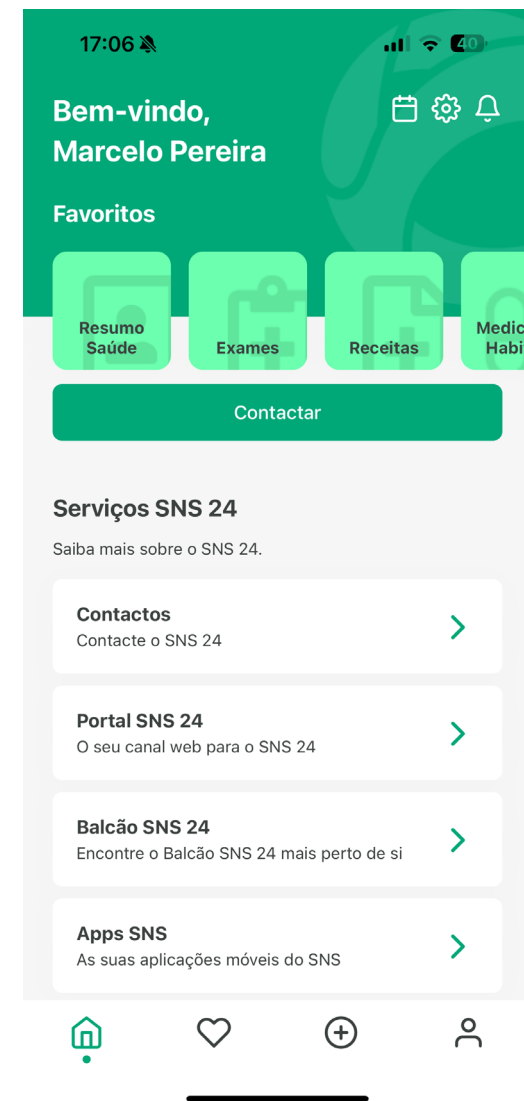 17:06
40
Bem-vindo,
Marcelo Pereira
Favoritos
Resumo
Saúde
Exames
Receitas
Medic
Habi
Contactar
Serviços SNS 24
Saiba mais sobre o SNS 24.
Contactos
Contacte o SNS 24
Portal SNS 24
O seu canal web para o SNS 24
Balcão SNS 24
Encontre o Balcão SNS 24 mais perto de si
Apps SNS
As suas aplicações móveis do SNS